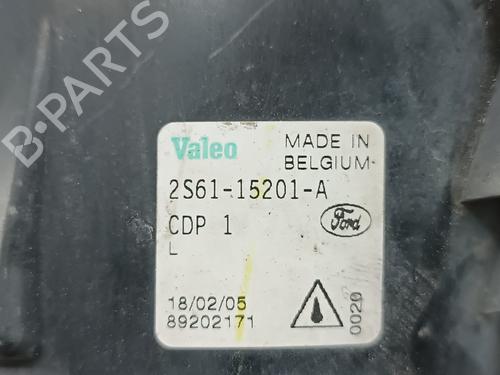 B-PARTS
Valeo
MADE IN
BELGIUM
2S61-15201-A
CDP 1
Ford
L
18/02/05
89202171
0020